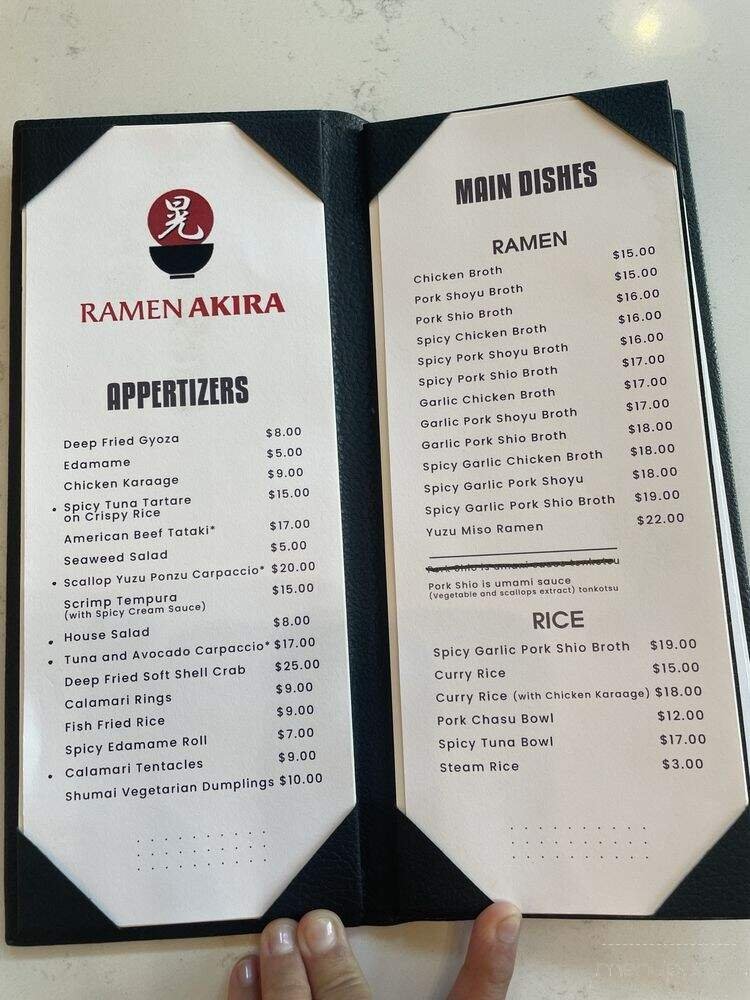 晃
RAMEN AKIRA
APPERTIZERS
Deep Fried Gyoza $8.00
Edamame $5.00
Chicken Karaage $9.00
• Spicy Tuna Tartare $15.00
on Crispy Rice
American Beef Tataki* $17.00
Seaweed Salad $5.00
• Scallop Yuzu Ponzu Carpaccio* $20.00
Scrimp Tempura $15.00
(with Spicy Cream Sauce)
• House Salad $8.00
• Tuna and Avocado Carpaccio* $17.00
Deep Fried Soft Shell Crab $25.00
Calamari Rings $9.00
Fish Fried Rice $9.00
Spicy Edamame Roll $7.00
• Calamari Tentacles $9.00
Shumai Vegetarian Dumplings $10.00
MAIN DISHES
RAMEN
Chicken Broth $15.00
Pork Shoyu Broth $15.00
Pork Shio Broth $16.00
Spicy Chicken Broth $16.00
Spicy Pork Shoyu Broth $16.00
Spicy Pork Shio Broth $17.00
Garlic Chicken Broth $17.00
Garlic Pork Shoyu Broth $17.00
Garlic Pork Shio Broth $18.00
Spicy Garlic Chicken Broth $18.00
Spicy Garlic Pork Shoyu $18.00
Spicy Garlic Pork Shio Broth $19.00
Yuzu Miso Ramen $22.00
Pork Shio is umami sauce
Pork Shio is umami sauce
(Vegetable and scallops extract) tonkotsu
RICE
Spicy Garlic Pork Shio Broth $19.00
Curry Rice $15.00
Curry Rice (with Chicken Karaage) $18.00
Pork Chasu Bowl $12.00
Spicy Tuna Bowl $17.00
Steam Rice $3.00